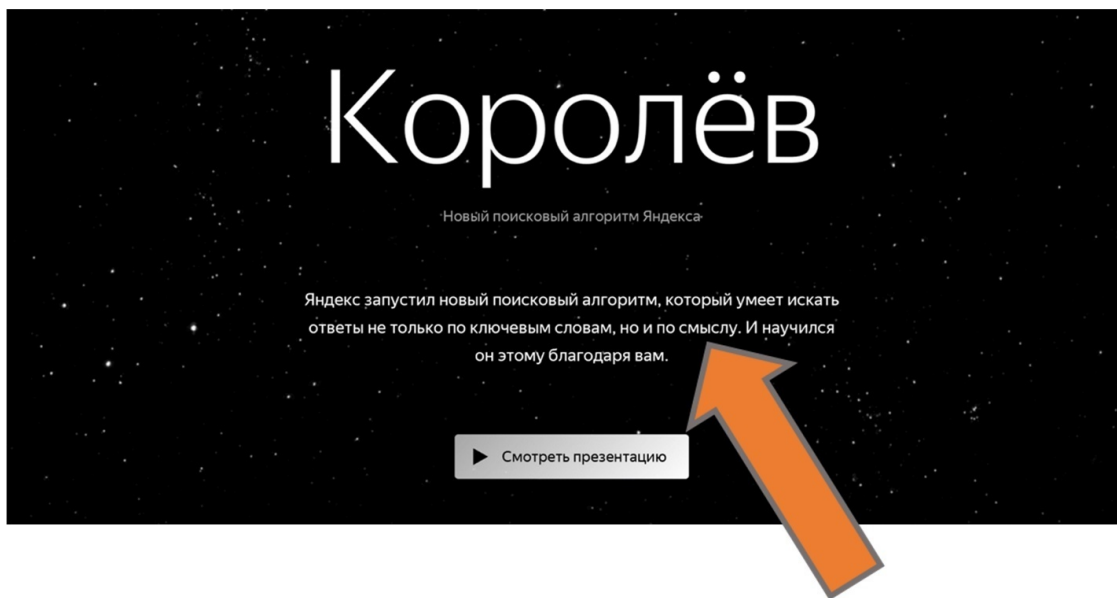 Королёв
Новый поисковый алгоритм Яндекса
Яндекс запустил новый поисковый алгоритм, который умеет искать
ответы не только по ключевым словам, но и по смыслу. И научился
он этому благодаря вам.
Смотреть презентацию